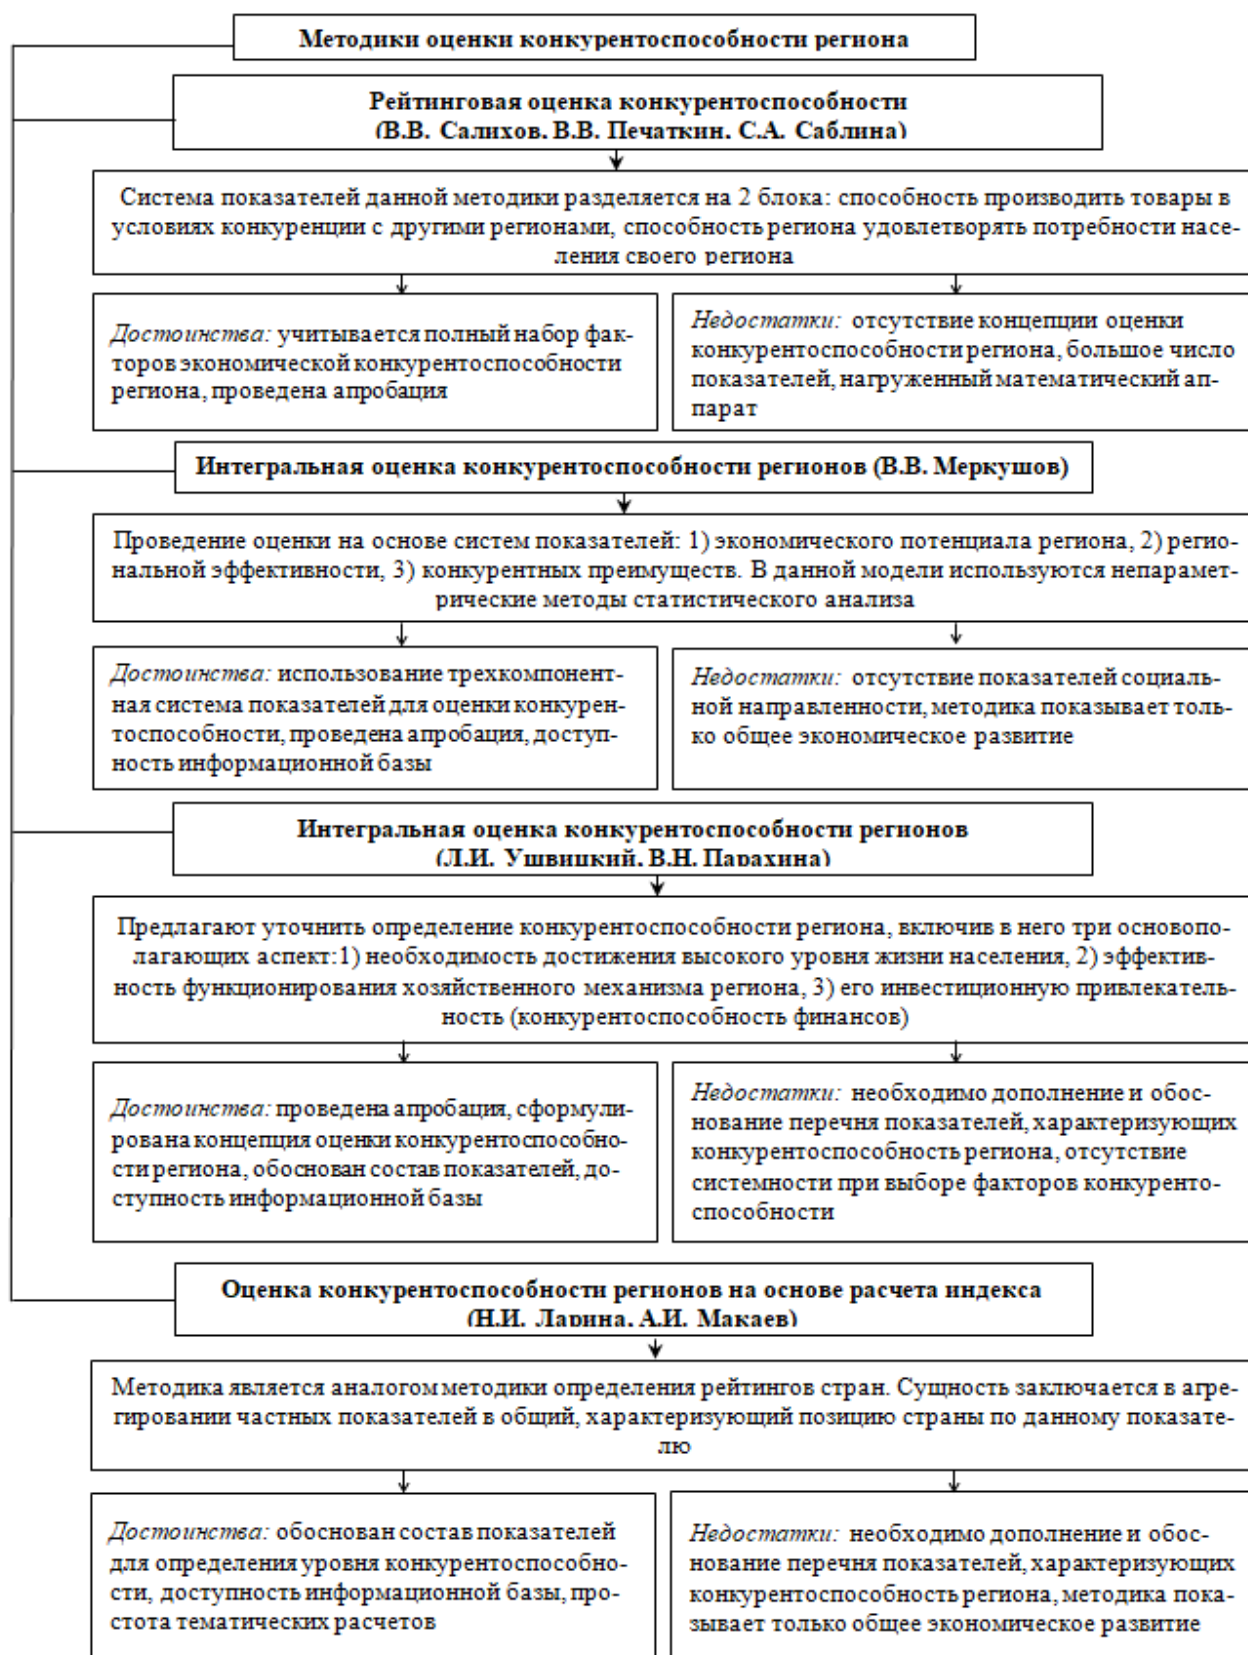 Методики оценки конкурентоспособности региона
Рейтинговая оценка конкурентоспособности
(В.В. Салихов, В.В. Печаткин, С.А. Саблина)
Система показателей данной методики разделяется на 2 блока: способность производить товары в
условиях конкуренции с другими регионами, способность региона удовлетворять потребности насе-
ления своего региона
Достоинства: учитывается полный набор фак-
торов экономической конкурентоспособности
региона, проведена апробация
Недостатки: отсутствие концепции оценки
конкурентоспособности региона, большое число
показателей, нагруженный математический ап-
парат
Интегральная оценка конкурентоспособности регионов (В.В. Меркушов)
Проведение оценки на основе систем показателей: 1) экономического потенциала региона, 2) реги-
ональной эффективности, 3) конкурентных преимуществ. В данной модели используются непарамет-
рические методы статистического анализа
Достоинства: использование трехкомпонент-
ная система показателей для оценки конкурен-
тоспособности, проведена апробация, доступ-
ность информационной базы
Недостатки: отсутствие показателей социаль-
ной направленности, методика показывает толь-
ко общее экономическое развитие
Интегральная оценка конкурентоспособности регионов
(Л.И. Ушвицкий, В.Н. Парахина)
Предлагают уточнить определение конкурентоспособности региона, включив в него три основопо-
лагающих аспект:1) необходимость достижения высокого уровня жизни населения, 2) эффектив-
ность функционирования хозяйственного механизма региона, 3) его инвестиционную привлекатель-
ность (конкурентоспособность финансов)
Достоинства: проведена апробация, сформули-
рована концепция оценки конкурентоспособно-
сти региона, обоснован состав показателей, до-
ступность информационной базы
Недостатки: необходимо дополнение и обос-
нование перечня показателей, характеризующих
конкурентоспособность региона, отсутствие
системности при выборе факторов конкуренто-
способности
Оценка конкурентоспособности регионов на основе расчета индекса
(Н.И. Ларина, А.И. Макаев)
Методика является аналогом методики определения рейтингов стран. Сущность заключается в агре-
гировании частных показателей в общий, характеризующий позицию страны по данному показате-
лю
Достоинства: обоснован состав показателей
для определения уровня конкурентоспособно-
сти, доступность информационной базы, про-
стота тематических расчетов
Недостатки: необходимо дополнение и обос-
нование перечня показателей, характеризующих
конкурентоспособность региона, методика пока-
зывает только общее экономическое развитие